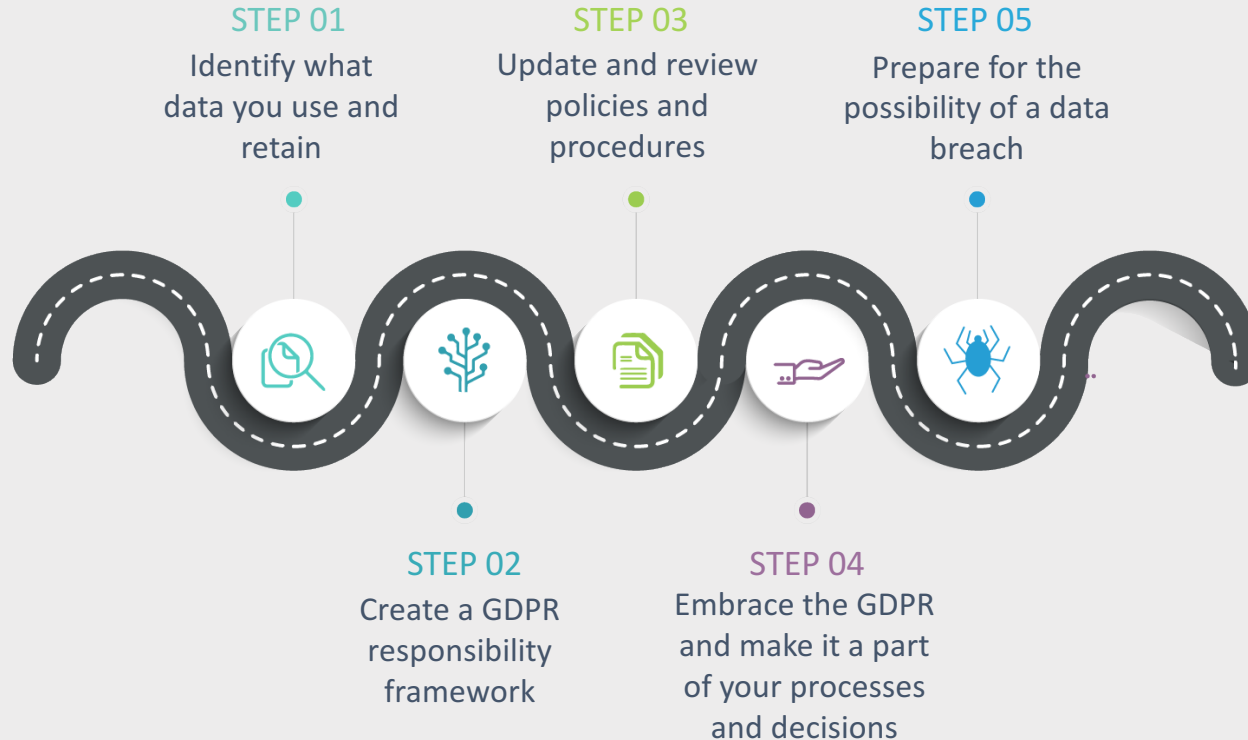 STEP 01
Identify what
data you use and
retain
STEP 02
Create a GDPR
responsibility
framework
STEP 03
Update and review
policies and
procedures
STEP 04
Embrace the GDPR
and make it a part
of your processes
and decisions
STEP 05
Prepare for the
possibility of a data
breach